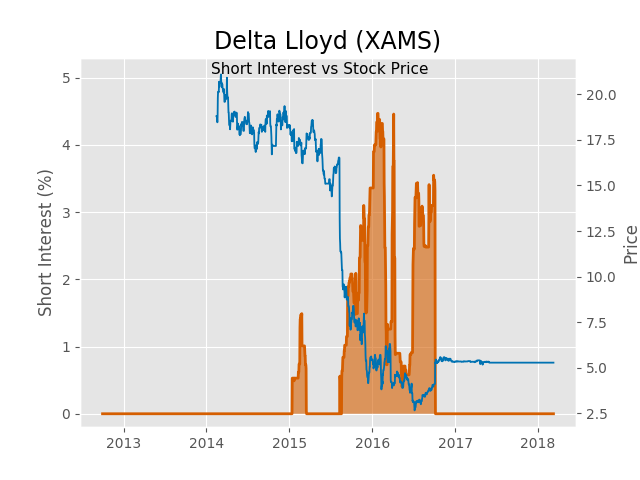 Delta Lloyd (XAMS)
Short Interest vs Stock Price
Short Interest (%)
5
4
3
2
1
0
20.0
17.5
15.0
12.5
10.0
7.5
5.0
2.5
Price
2013 2014 2015 2016 2017 2018